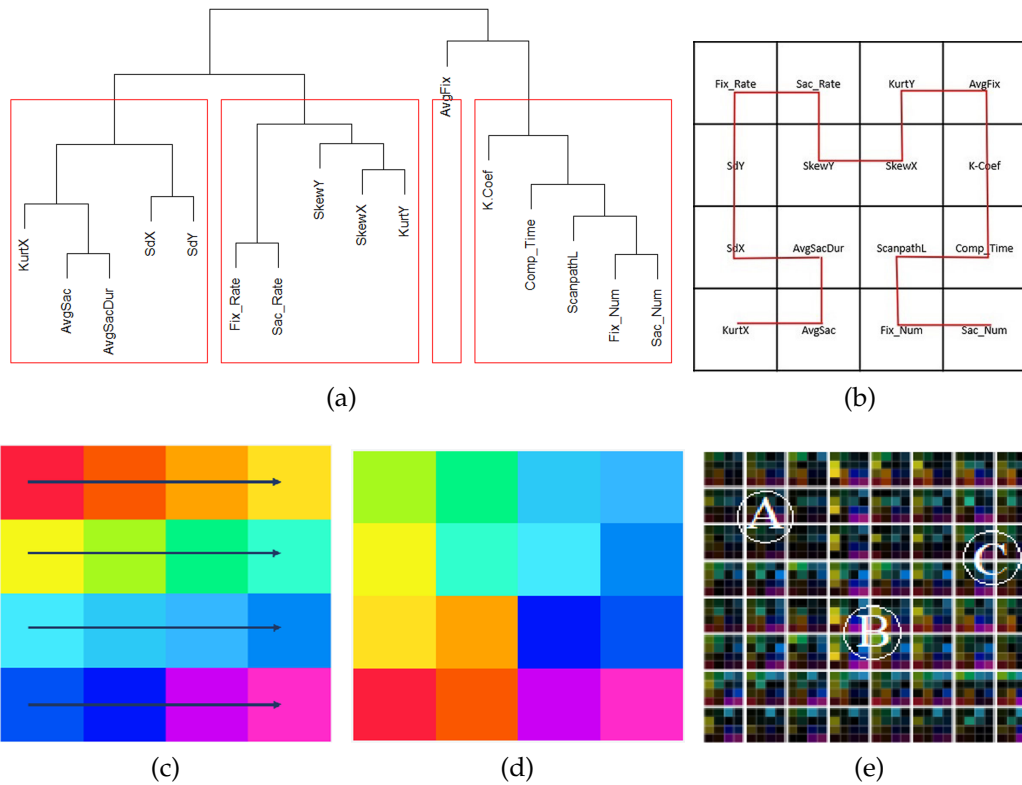 AvgFix
KurtX
AvgSac
AvgSacDur
SdX
SdY
Fix_Rate
Sac_Rate
SkewY
SkewX
KurtY
K.Coef
Comp_Time
ScanpathL
Fix_Num
Sac_Num
(a)
Fix_Rate Sac_Rate KurtY AvgFix
SdY SkewY SkewX K-Coef
SdX AvgSacDur ScanpathL Comp_Time
KurtX AvgSac Fix_Num Sac_Num
(b)
(c)
(d)
A
C
B
(e)